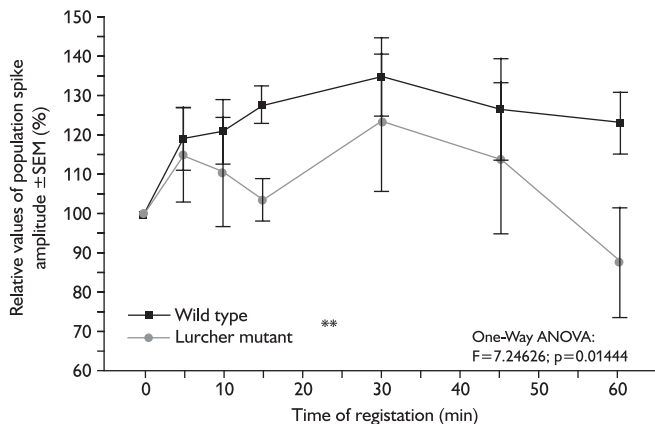 150
140
130
120
110
100
90
80
70
60
Relative values of population spike
amplitude ±SEM (%)
Wild type
Lurcher mutant
**
One-Way ANOVA:
F=7.24626; p=0.01444
0 10 20 30 40 50 60
Time of registation (min)